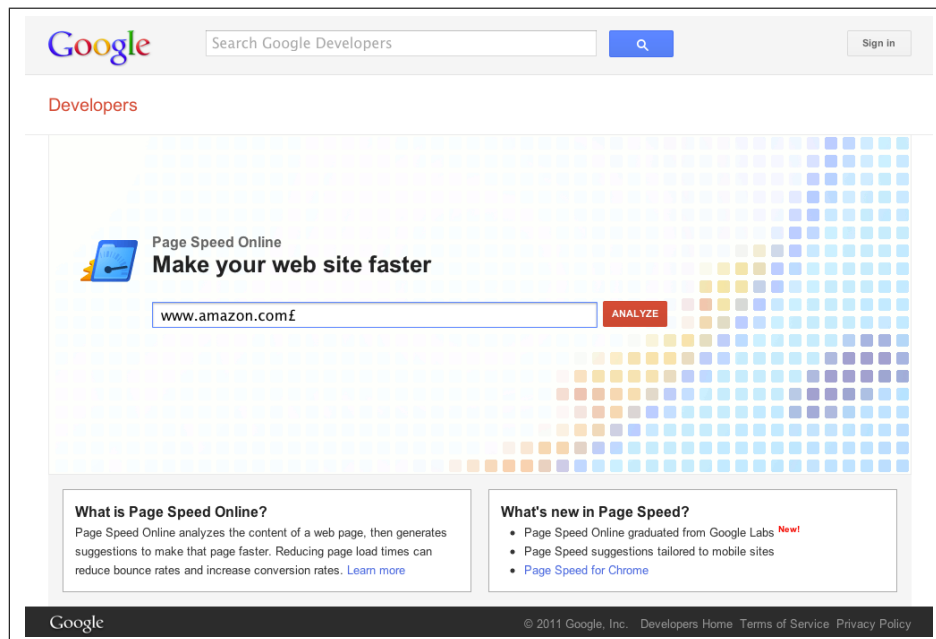 Google
Search Google Developers
Sign in
Developers
Page Speed Online
Make your web site faster
www.amazon.com£
ANALYZE
What is Page Speed Online?
Page Speed Online analyzes the content of a web page, then generates
suggestions to make that page faster. Reducing page load times can
reduce bounce rates and increase conversion rates. Learn more
What's new in Page Speed?
• Page Speed Online graduated from Google Labs New!
• Page Speed suggestions tailored to mobile sites
• Page Speed for Chrome
Google
© 2011 Google, Inc. Developers Home Terms of Service Privacy Policy